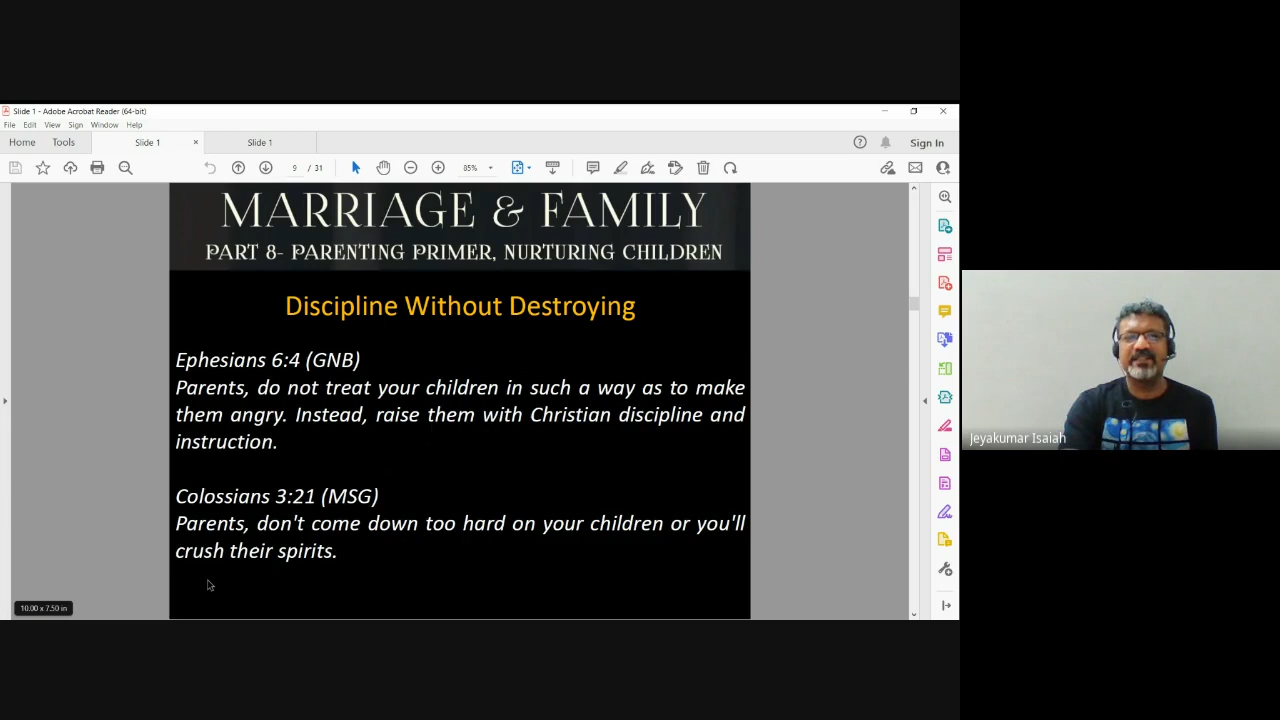 Slide 1 - Adobe Acrobat Reader (64-bit)
File Edit View Sign Window Help
Home Tools Slide 1 × Slide 1 Sign In
9 / 31 85%
MARRIAGE & FAMILY
PART 8- PARENTING PRIMER, NURTURING CHILDREN
Discipline Without Destroying
Ephesians 6:4 (GNB)
Parents, do not treat your children in such a way as to make
them angry. Instead, raise them with Christian discipline and
instruction.
Colossians 3:21 (MSG)
Parents, don't come down too hard on your children or you'll
crush their spirits.
10.00 x 7.50 in
Jeyakumar Isaiah